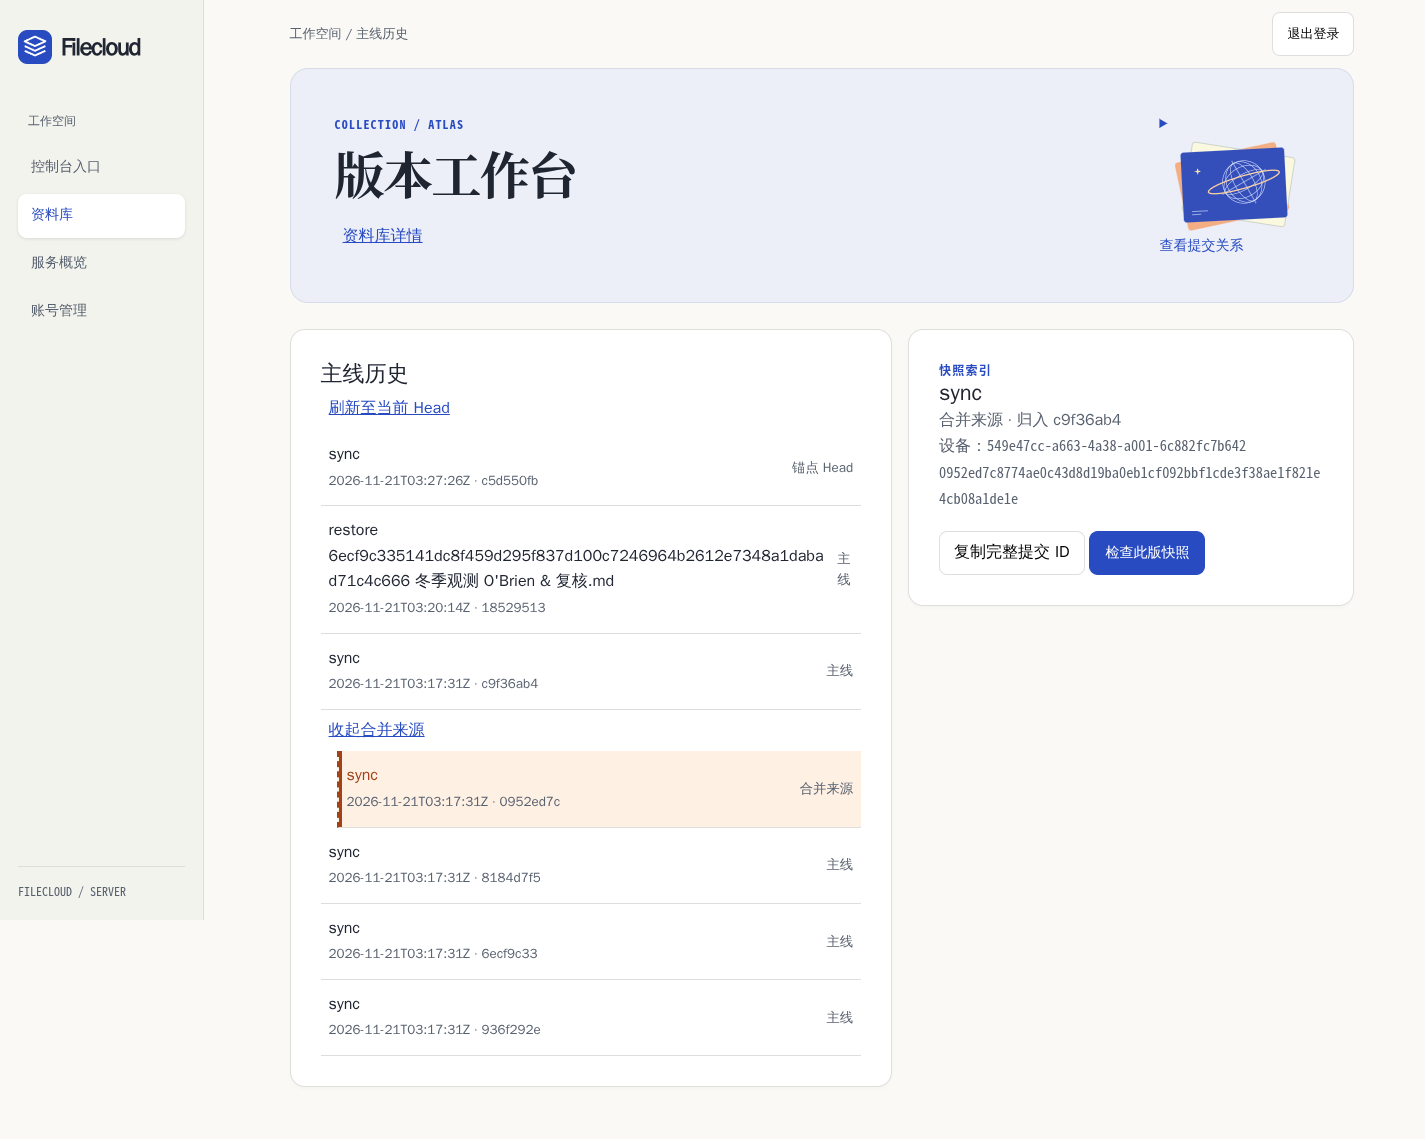 Filecloud
工作空间
控制台入口
资料库
服务概览
账号管理
FILECLOUD / SERVER
工作空间 / 主线历史
退出登录
COLLECTION / ATLAS
版本工作台
资料库详情
查看提交关系
主线历史
刷新至当前 Head
sync
2026-11-21T03:27:26Z · c5d550fb
锚点 Head
restore
6ecf9c335141dc8f459d295f837d100c7246964b2612e7348a1daba
d71c4c666 冬季观测 O'Brien & 复核.md
2026-11-21T03:20:14Z · 18529513
主
线
sync
2026-11-21T03:17:31Z · c9f36ab4
主线
收起合并来源
sync
2026-11-21T03:17:31Z · 0952ed7c
合并来源
sync
2026-11-21T03:17:31Z · 8184d7f5
主线
sync
2026-11-21T03:17:31Z · 6ecf9c33
主线
sync
2026-11-21T03:17:31Z · 936f292e
主线
快照索引
sync
合并来源 · 归入 c9f36ab4
设备：549e47cc-a663-4a38-a001-6c882fc7b642
0952ed7c8774ae0c43d8d19ba0eb1cf092bbf1cde3f38ae1f821e
4cb08a1de1e
复制完整提交 ID
检查此版快照